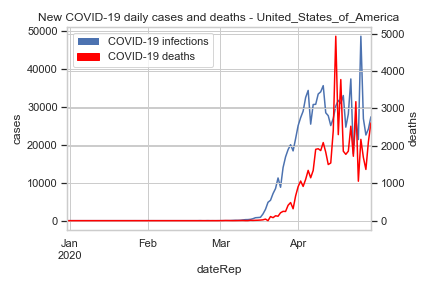 New COVID-19 daily cases and deaths - United_States_of_America
COVID-19 infections
COVID-19 deaths
50000
40000
30000
20000
10000
0
cases
5000
4000
3000
2000
1000
0
deaths
Jan Feb Mar Apr
2020
dateRep